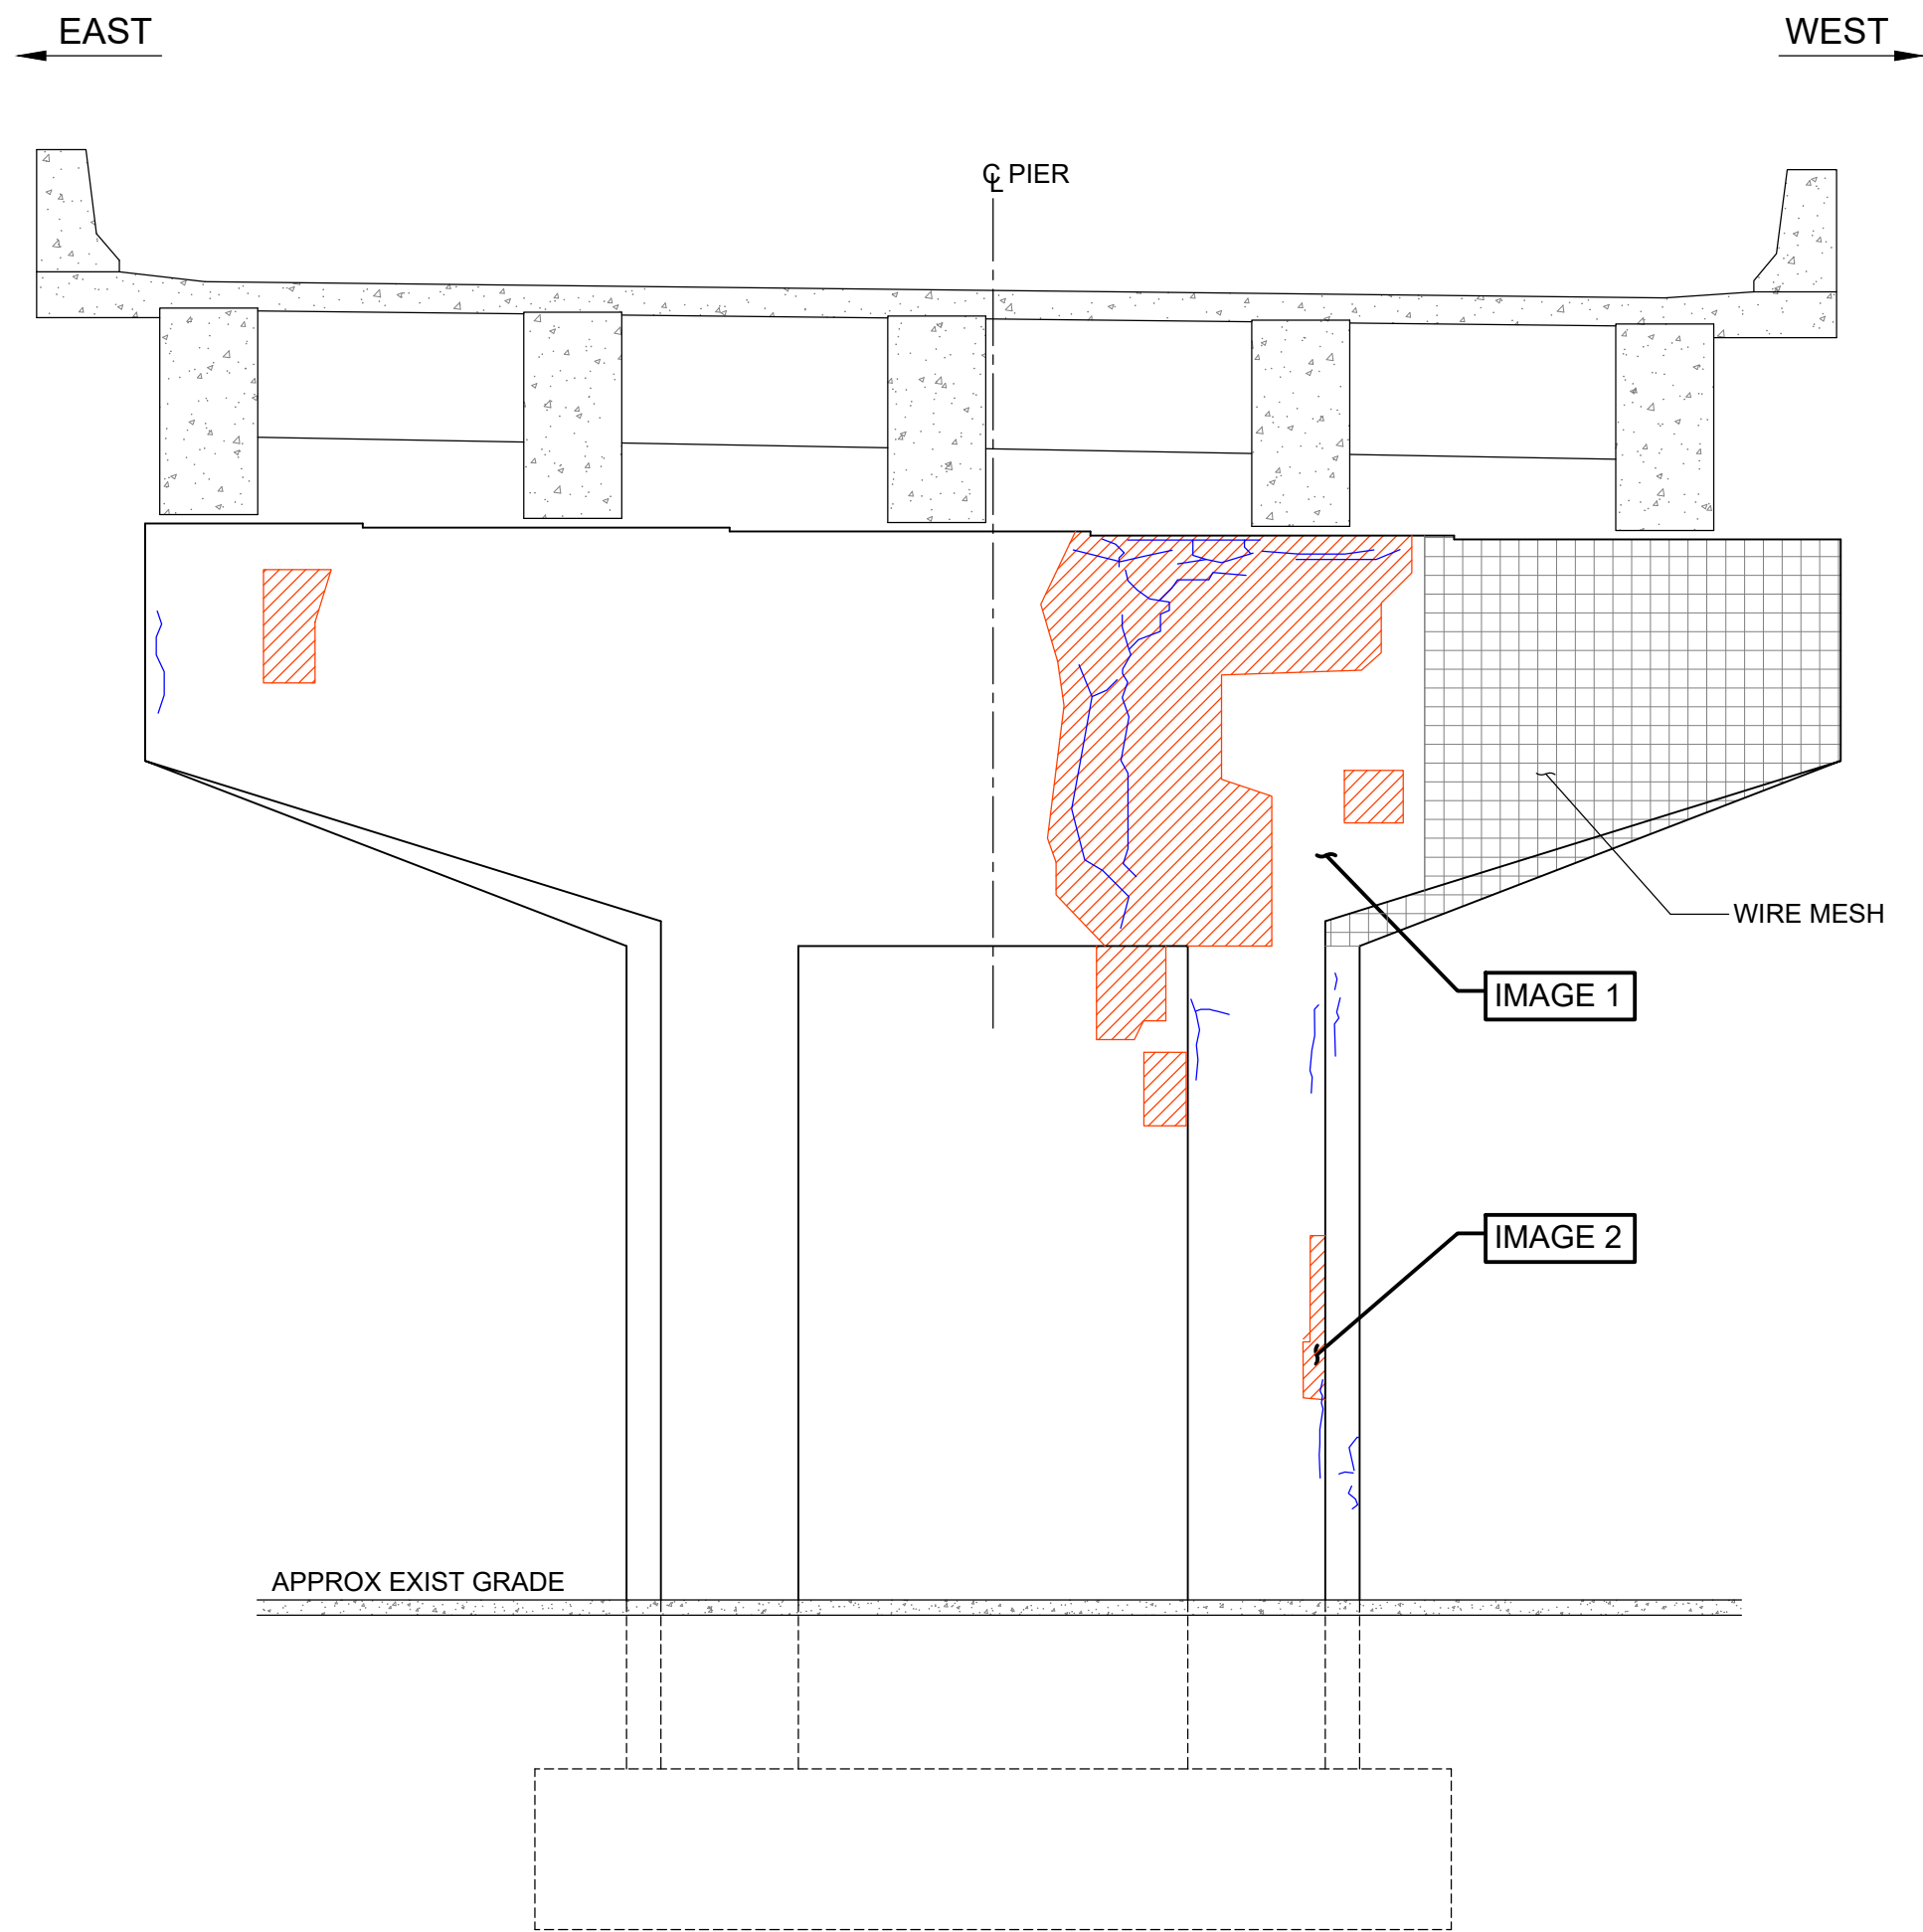 EAST
WEST
℄ PIER
WIRE MESH
IMAGE 1
IMAGE 2
APPROX EXIST GRADE